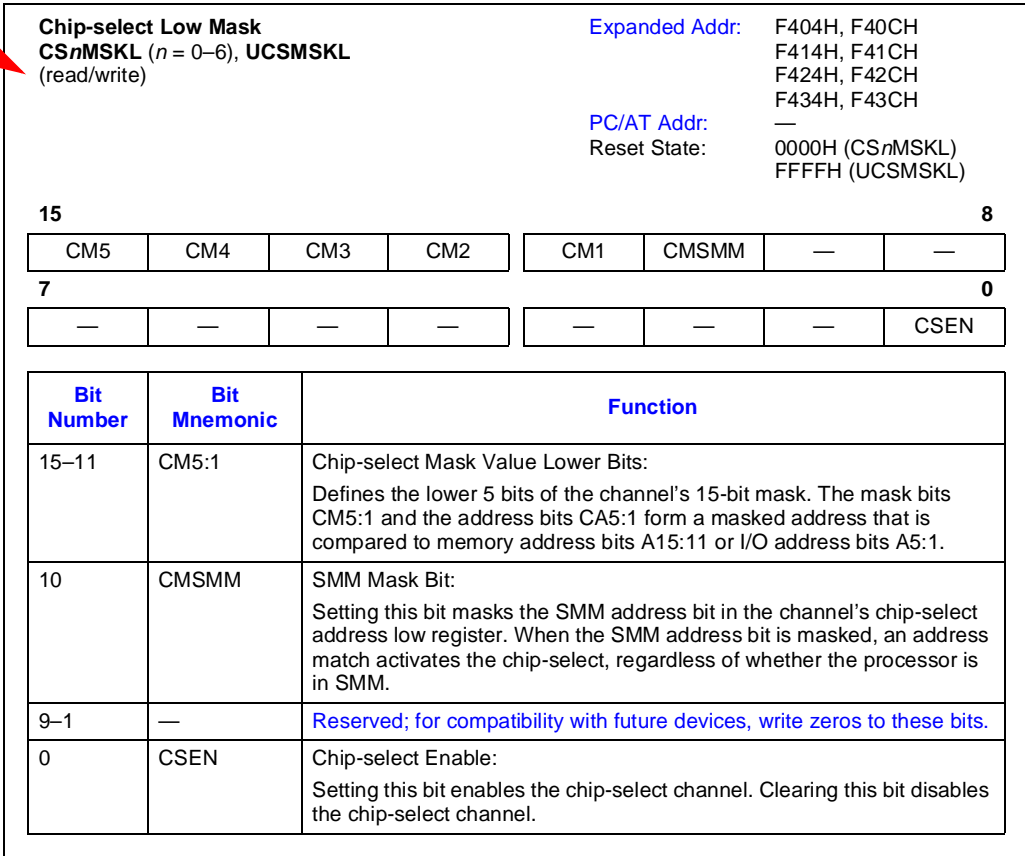 Chip-select Low Mask
CSnMSKL (n = 0–6), UCSMSKL
(read/write)
Expanded Addr: F404H, F40CH
F414H, F41CH
F424H, F42CH
F434H, F43CH
PC/AT Addr: —
Reset State: 0000H (CSnMSKL)
FFFFH (UCSMSKL)
15 8
CM5 CM4 CM3 CM2 CM1 CMSMM — —
7 0
— — — — — — — CSEN
Bit Number Bit Mnemonic Function
15–11 CM5:1 Chip-select Mask Value Lower Bits:
Defines the lower 5 bits of the channel's 15-bit mask. The mask bits
CM5:1 and the address bits CA5:1 form a masked address that is
compared to memory address bits A15:11 or I/O address bits A5:1.
10 CMSMM SMM Mask Bit:
Setting this bit masks the SMM address bit in the channel's chip-select
address low register. When the SMM address bit is masked, an address
match activates the chip-select, regardless of whether the processor is
in SMM.
9–1 — Reserved; for compatibility with future devices, write zeros to these bits.
0 CSEN Chip-select Enable:
Setting this bit enables the chip-select channel. Clearing this bit disables
the chip-select channel.